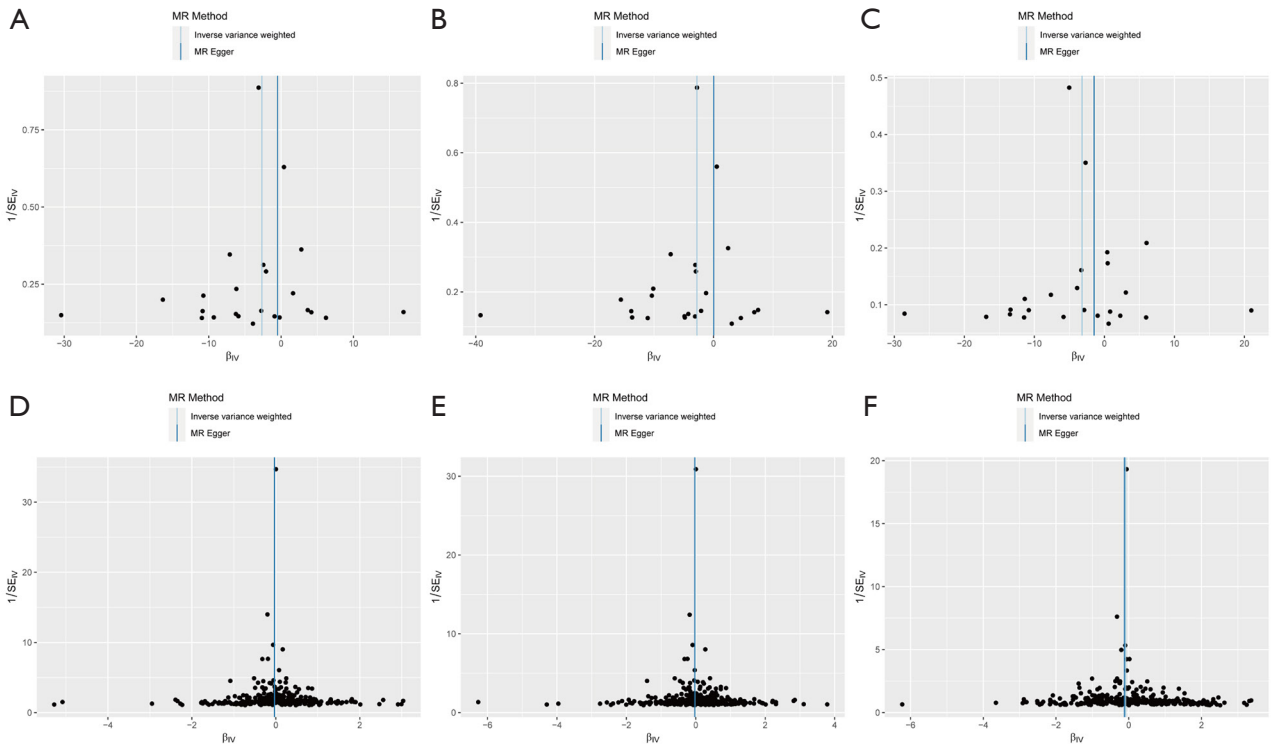 A
MR Method
Inverse variance weighted
MR Egger
1/SE_IV
0.75
0.50
0.25
−30 −20 −10 0 10
β_IV
B
MR Method
Inverse variance weighted
MR Egger
1/SE_IV
0.8
0.6
0.4
0.2
−40 −20 0 20
β_IV
C
MR Method
Inverse variance weighted
MR Egger
1/SE_IV
0.5
0.4
0.3
0.2
0.1
−30 −20 −10 0 10 20
β_IV
D
MR Method
Inverse variance weighted
MR Egger
1/SE_IV
30
20
10
0
−4 −2 0 2
β_IV
E
MR Method
Inverse variance weighted
MR Egger
1/SE_IV
30
20
10
0
−6 −4 −2 0 2 4
β_IV
F
MR Method
Inverse variance weighted
MR Egger
1/SE_IV
20
15
10
5
0
−6 −4 −2 0 2
β_IV